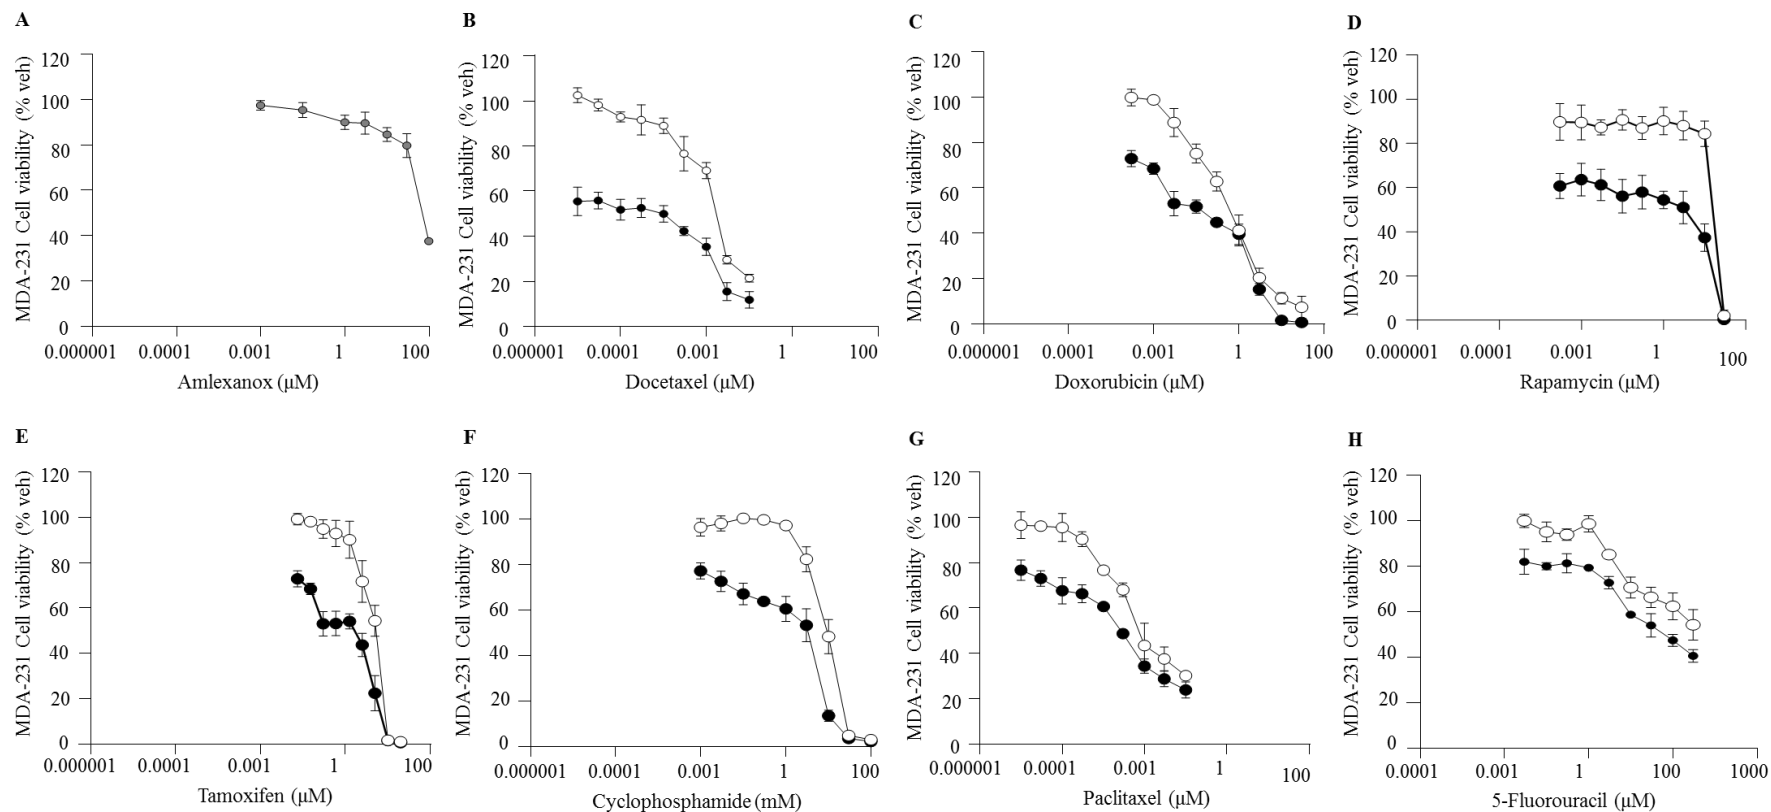 A
MDA-231 Cell viability (% veh)
120
100
80
60
40
20
0
0.000001 0.0001 0.001 1 100
Amlexanox (μM)
B
MDA-231 Cell viability (% veh)
120
100
80
60
40
20
0
0.000001 0.0001 0.001 1 100
Docetaxel (μM)
C
MDA-231 Cell viability (% veh)
120
100
80
60
40
20
0
0.000001 0.0001 0.001 1 100
Doxorubicin (μM)
D
MDA-231 Cell viability (% veh)
120
100
80
60
40
20
0
0.000001 0.0001 0.001 1 100
Rapamycin (μM)
E
MDA-231 Cell viability (% veh)
120
100
80
60
40
20
0
0.000001 0.0001 0.001 1 100
Tamoxifen (μM)
F
MDA-231 Cell viability (% veh)
120
100
80
60
40
20
0
0.000001 0.0001 0.001 1 100
Cyclophosphamide (mM)
G
MDA-231 Cell viability (% veh)
120
100
80
60
40
20
0
0.000001 0.0001 0.001 1 100
Paclitaxel (μM)
H
MDA-231 Cell viability (% veh)
120
100
80
60
40
20
0
0.0001 0.001 1 100 1000
5-Fluorouracil (μM)